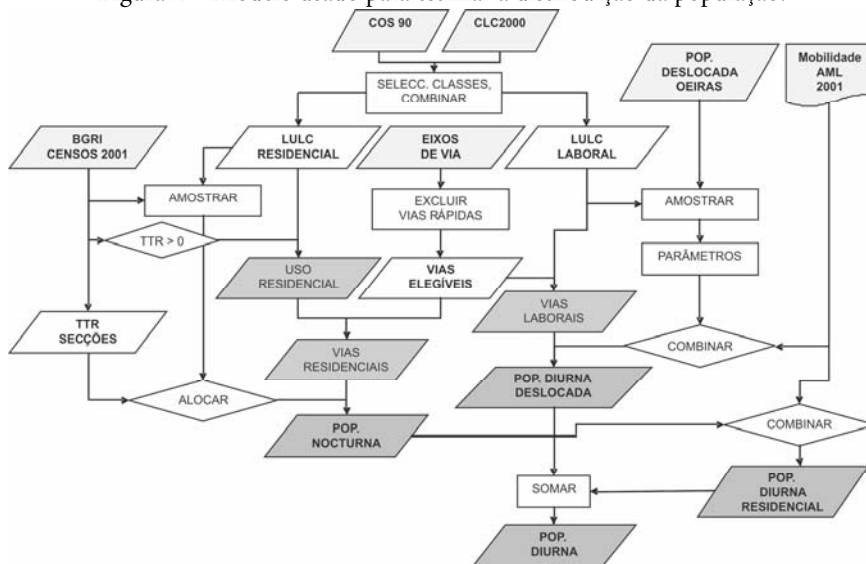 COS 90
CLC2000
SELECC. CLASSES,
COMBINAR
POP.
DESLOCADA
OEIRAS
Mobilidade
AML
2001
BGRI
CENSOS 2001
LULC
RESIDENCIAL
EIXOS
DE VIA
LULC
LABORAL
AMOSTRAR
EXCLUIR
VIAS RÁPIDAS
AMOSTRAR
TTR > 0
PARÂMETROS
USO
RESIDENCIAL
VIAS
ELEGÍVEIS
VIAS
LABORAIS
TTR
SECÇÕES
VIAS
RESIDENCIAIS
COMBINAR
ALOCAR
POP. DIURNA
DESLOCADA
POP.
NOCTURNA
COMBINAR
SOMAR
POP.
DIURNA
RESIDENCIAL
POP.
DIURNA